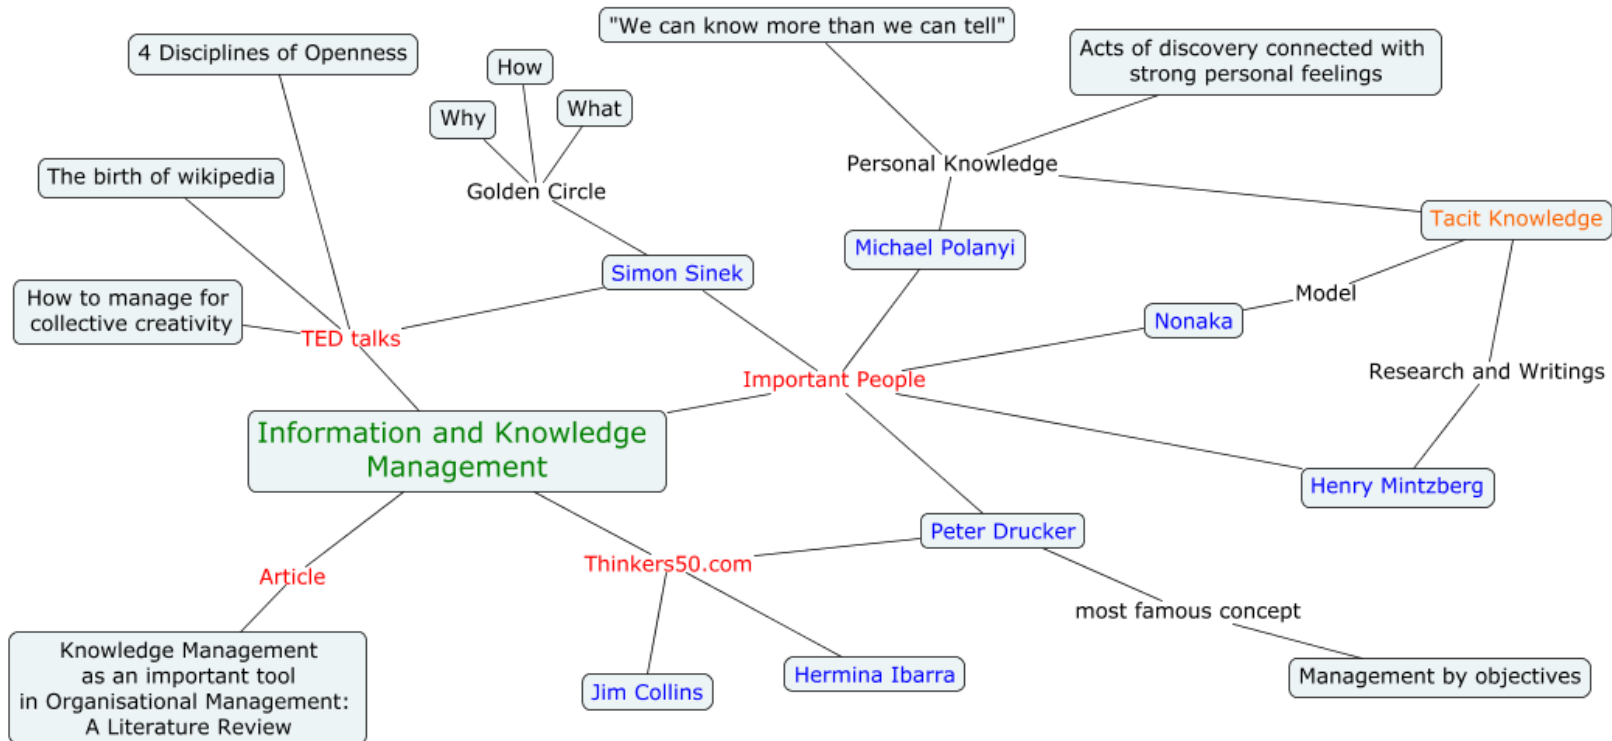 "We can know more than we can tell"
4 Disciplines of Openness
Acts of discovery connected with
strong personal feelings
How
Why
What
The birth of wikipedia
Golden Circle
Personal Knowledge
Tacit Knowledge
Michael Polanyi
Simon Sinek
How to manage for
collective creativity
Model
Nonaka
TED talks
Important People
Research and Writings
Information and Knowledge
Management
Henry Mintzberg
Peter Drucker
Thinkers50.com
Article
most famous concept
Knowledge Management
as an important tool
in Organisational Management:
A Literature Review
Hermina Ibarra
Jim Collins
Management by objectives